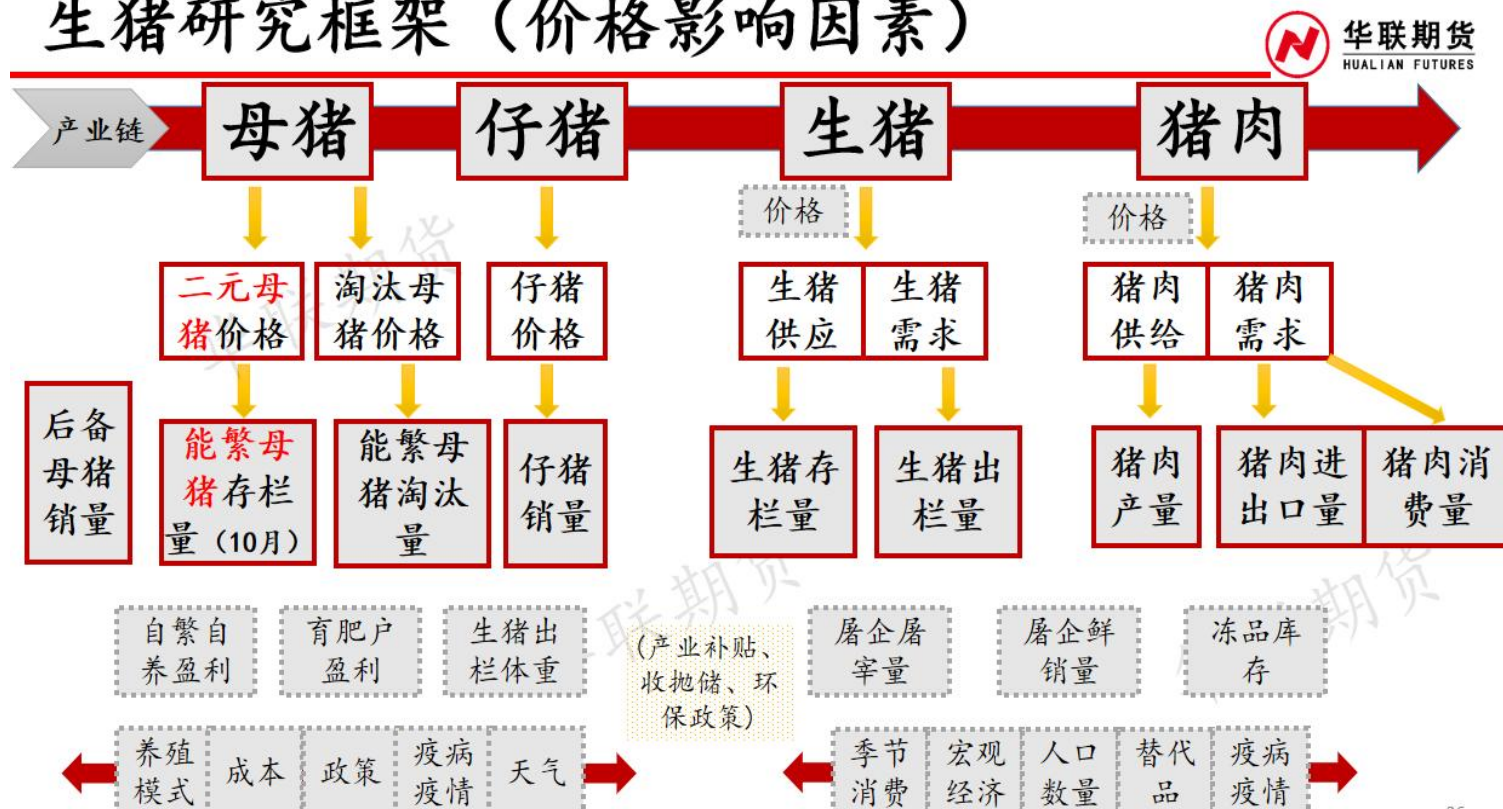 生猪研究框架（价格影响因素）
华联期货
HUALIAN FUTURES
产业链
母猪
仔猪
生猪
猪肉
价格
价格
二元母
猪价格
淘汰母
猪价格
仔猪
价格
生猪
供应
生猪
需求
猪肉
供给
猪肉
需求
后备
母猪
销量
能繁母
猪存栏
量（10月）
能繁母
猪淘汰
量
仔猪
销量
生猪存
栏量
生猪出
栏量
猪肉
产量
猪肉进
出口量
猪肉消
费量
自繁自
养盈利
育肥户
盈利
生猪出
栏体重
(产业补贴、
收抛储、环
保政策)
屠企屠
宰量
屠企鲜
销量
冻品库
存
养殖
模式
成本
政策
疫病
疫情
天气
季节
消费
宏观
经济
人口
数量
替代
品
疫病
疫情
华联期货
华联期货
期货